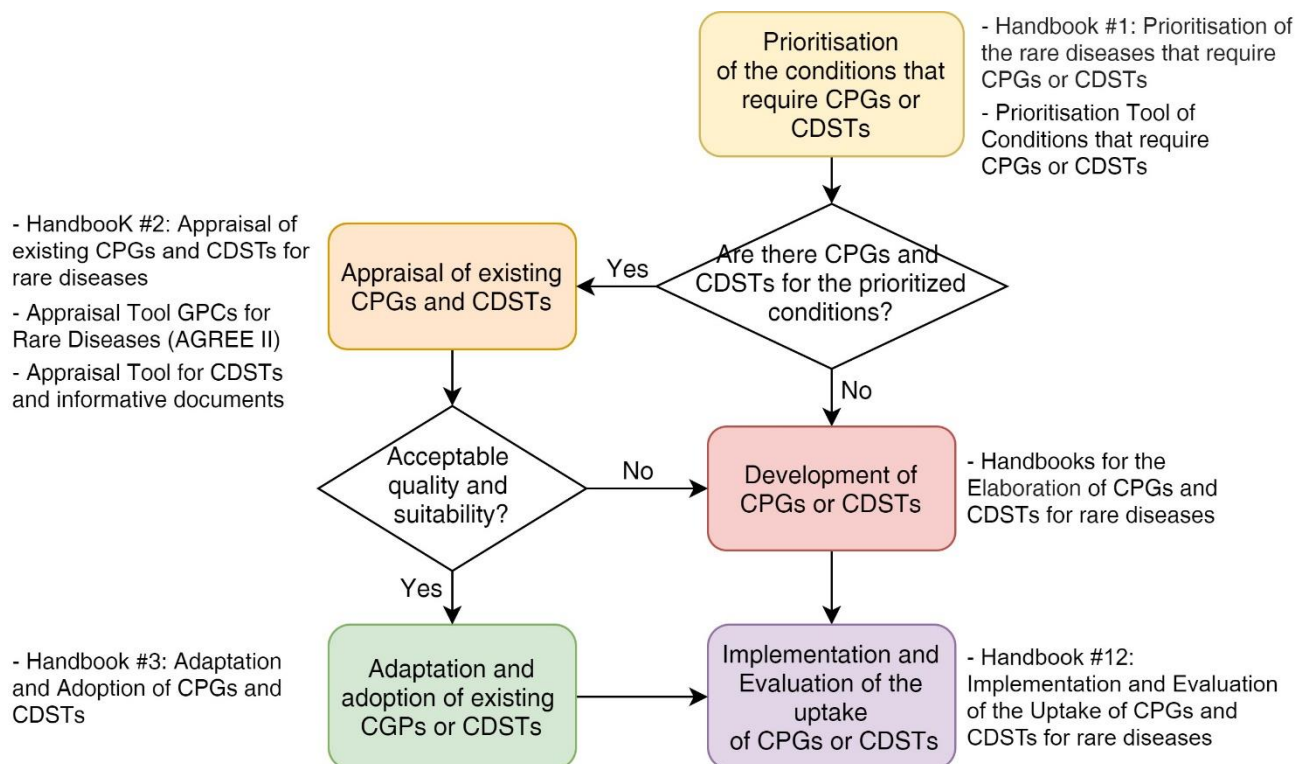 Prioritisation
of the conditions that
require CPGs or
CDSTs
- Handbook #1: Prioritisation of
the rare diseases that require
CPGs or CDSTs
- Prioritisation Tool of
Conditions that require
CPGs or CDSTs
Are there CPGs and
CDSTs for the prioritized
conditions?
Yes
No
- HandbooK #2: Appraisal of
existing CPGs and CDSTs for
rare diseases
- Appraisal Tool GPCs for
Rare Diseases (AGREE II)
- Appraisal Tool for CDSTs
and informative documents
Appraisal of existing
CPGs and CDSTs
Acceptable
quality and
suitability?
No
Yes
Development of
CPGs or CDSTs
- Handbooks for the
Elaboration of CPGs and
CDSTs for rare diseases
- Handbook #3: Adaptation
and Adoption of CPGs and
CDSTs
Adaptation and
adoption of existing
CGPs or CDSTs
Implementation and
Evaluation of the
uptake
of CPGs or CDSTs
- Handbook #12:
Implementation and Evaluation
of the Uptake of CPGs and
CDSTs for rare diseases